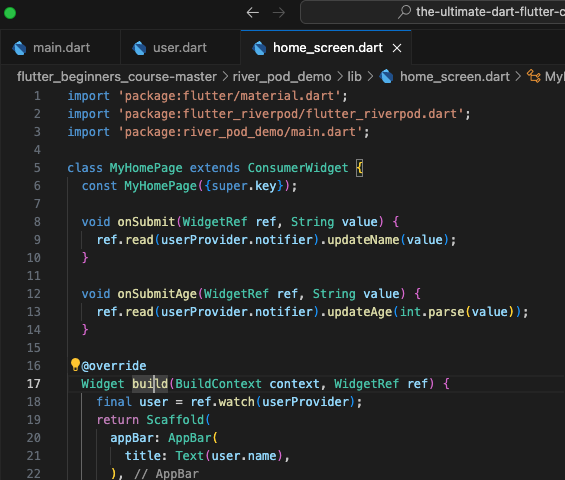 the-ultimate-dart-flutter-c
main.dart user.dart home_screen.dart
flutter_beginners_course-master > river_pod_demo > lib > home_screen.dart > My
1 import 'package:flutter/material.dart';
2 import 'package:flutter_riverpod/flutter_riverpod.dart';
3 import 'package:river_pod_demo/main.dart';
4
5 class MyHomePage extends ConsumerWidget {
6 const MyHomePage({super.key});
7
8 void onSubmit(WidgetRef ref, String value) {
9 ref.read(userProvider.notifier).updateName(value);
10 }
11
12 void onSubmitAge(WidgetRef ref, String value) {
13 ref.read(userProvider.notifier).updateAge(int.parse(value));
14 }
15
16 @override
17 Widget build(BuildContext context, WidgetRef ref) {
18 final user = ref.watch(userProvider);
19 return Scaffold(
20 appBar: AppBar(
21 title: Text(user.name),
22 ), // AppBar